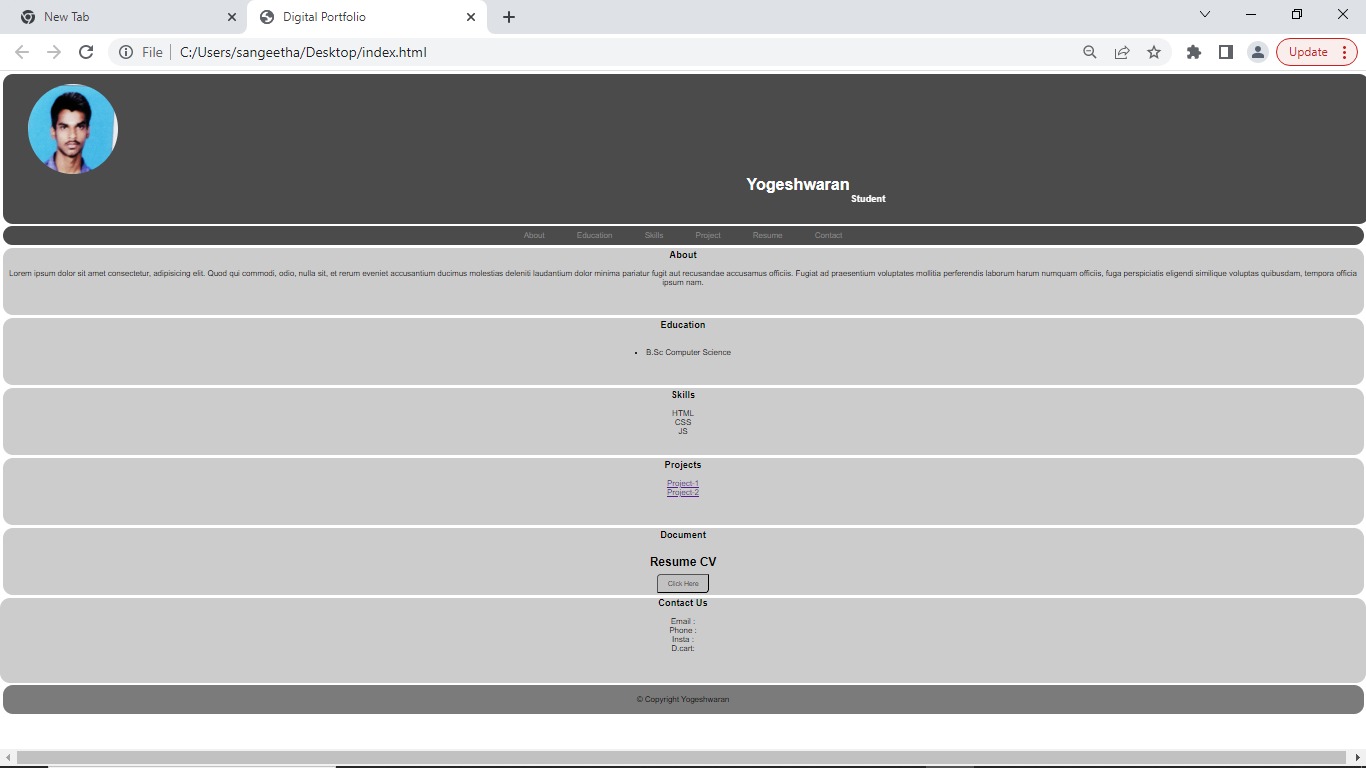 New Tab
Digital Portfolio
File
C:/Users/sangeetha/Desktop/index.html
Update
Yogeshwaran
Student
About Education Skills Project Resume Contact
About
Lorem ipsum dolor sit amet consectetur, adipisicing elit. Quod qui commodi, odio, nulla sit, et rerum eveniet accusantium ducimus molestias deleniti laudantium dolor minima pariatur fugit aut recusandae accusamus officiis. Fugiat ad praesentium voluptates mollitia perferendis laborum harum numquam officiis, fuga perspiciatis eligendi similique voluptas quibusdam, tempora officia
ipsum nam.
Education
• B.Sc Computer Science
Skills
HTML
CSS
JS
Projects
Project-1
Project-2
Document
Resume CV
Click Here
Contact Us
Email :
Phone :
Insta :
D.cart:
© Copyright Yogeshwaran